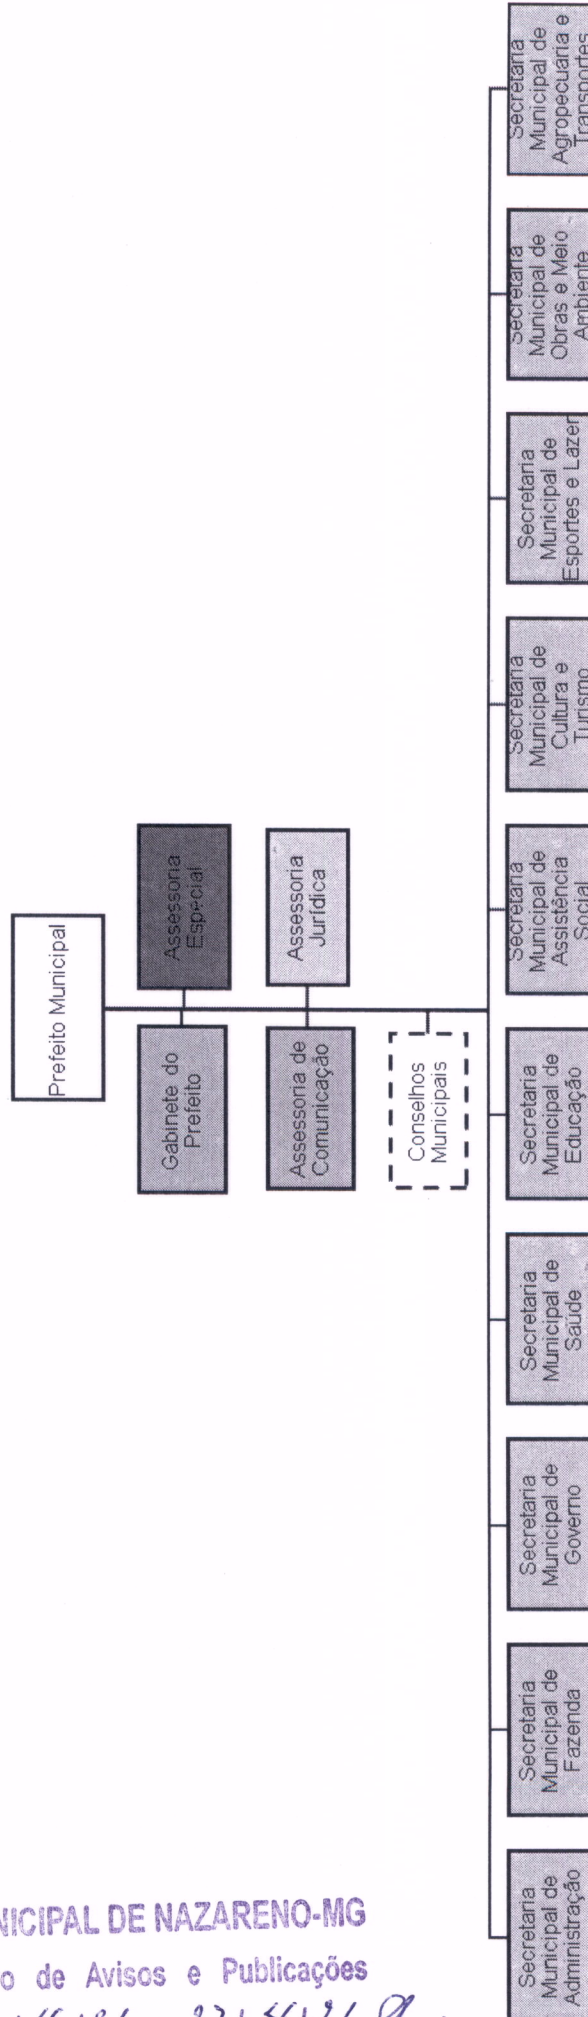 Prefeito Municipal
Gabinete do
Prefeito
Assessoria
Especial
Assessoria de
Comunicação
Assessoria
Jurídica
Conselhos
Municipais
Secretaria
Municipal de
Administração
Secretaria
Municipal de
Fazenda
Secretaria
Municipal de
Governo
Secretaria
Municipal de
Saúde
Secretaria
Municipal de
Educação
Secretaria
Municipal de
Assistência
Social
Secretaria
Municipal de
Cultura e
Turismo
Secretaria
Municipal de
Esportes e Lazer
Secretaria
Municipal de
Obras e Meio
Ambiente
Secretaria
Municipal de
Agropecuária e
Transportes
NICIPAL DE NAZARENO-MG
o de Avisos e Publicações